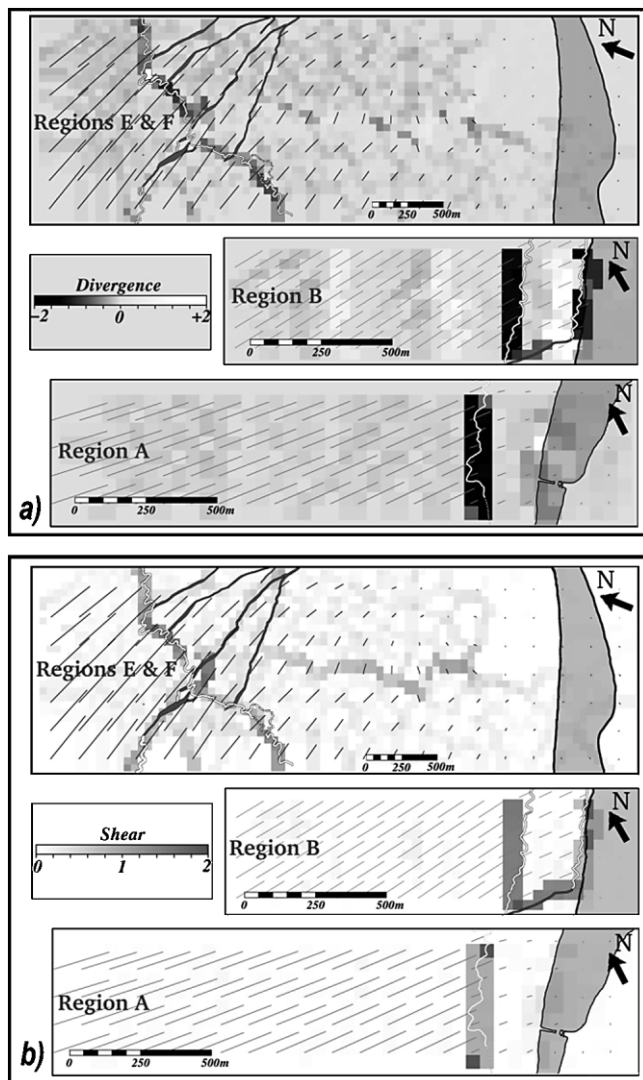 N
Regions E & F
0 250 500m
N
Divergence
-2 0 +2
Region B
0 250 500m
N
Region A
0 250 500m
a)
N
Regions E & F
0 250 500m
N
Shear
0 1 2
Region B
0 250 500m
N
Region A
0 250 500m
b)